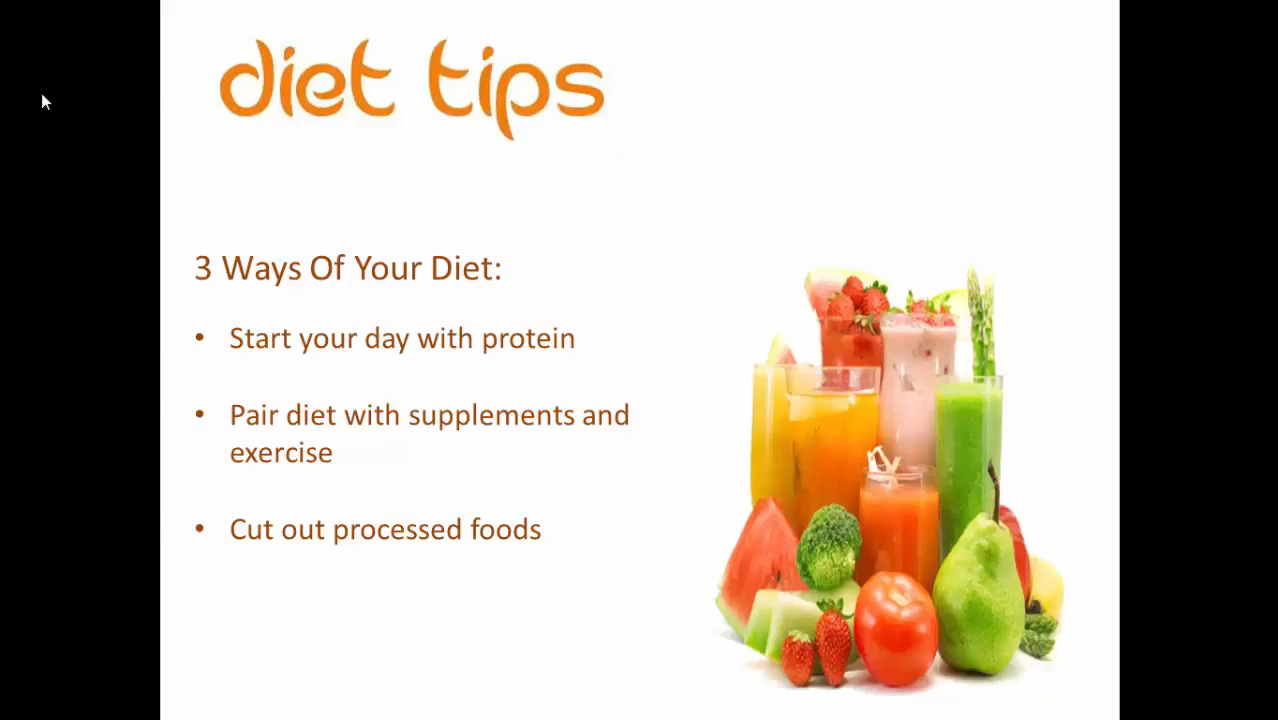 diet tips
3 Ways Of Your Diet:
• Start your day with protein
• Pair diet with supplements and
exercise
• Cut out processed foods